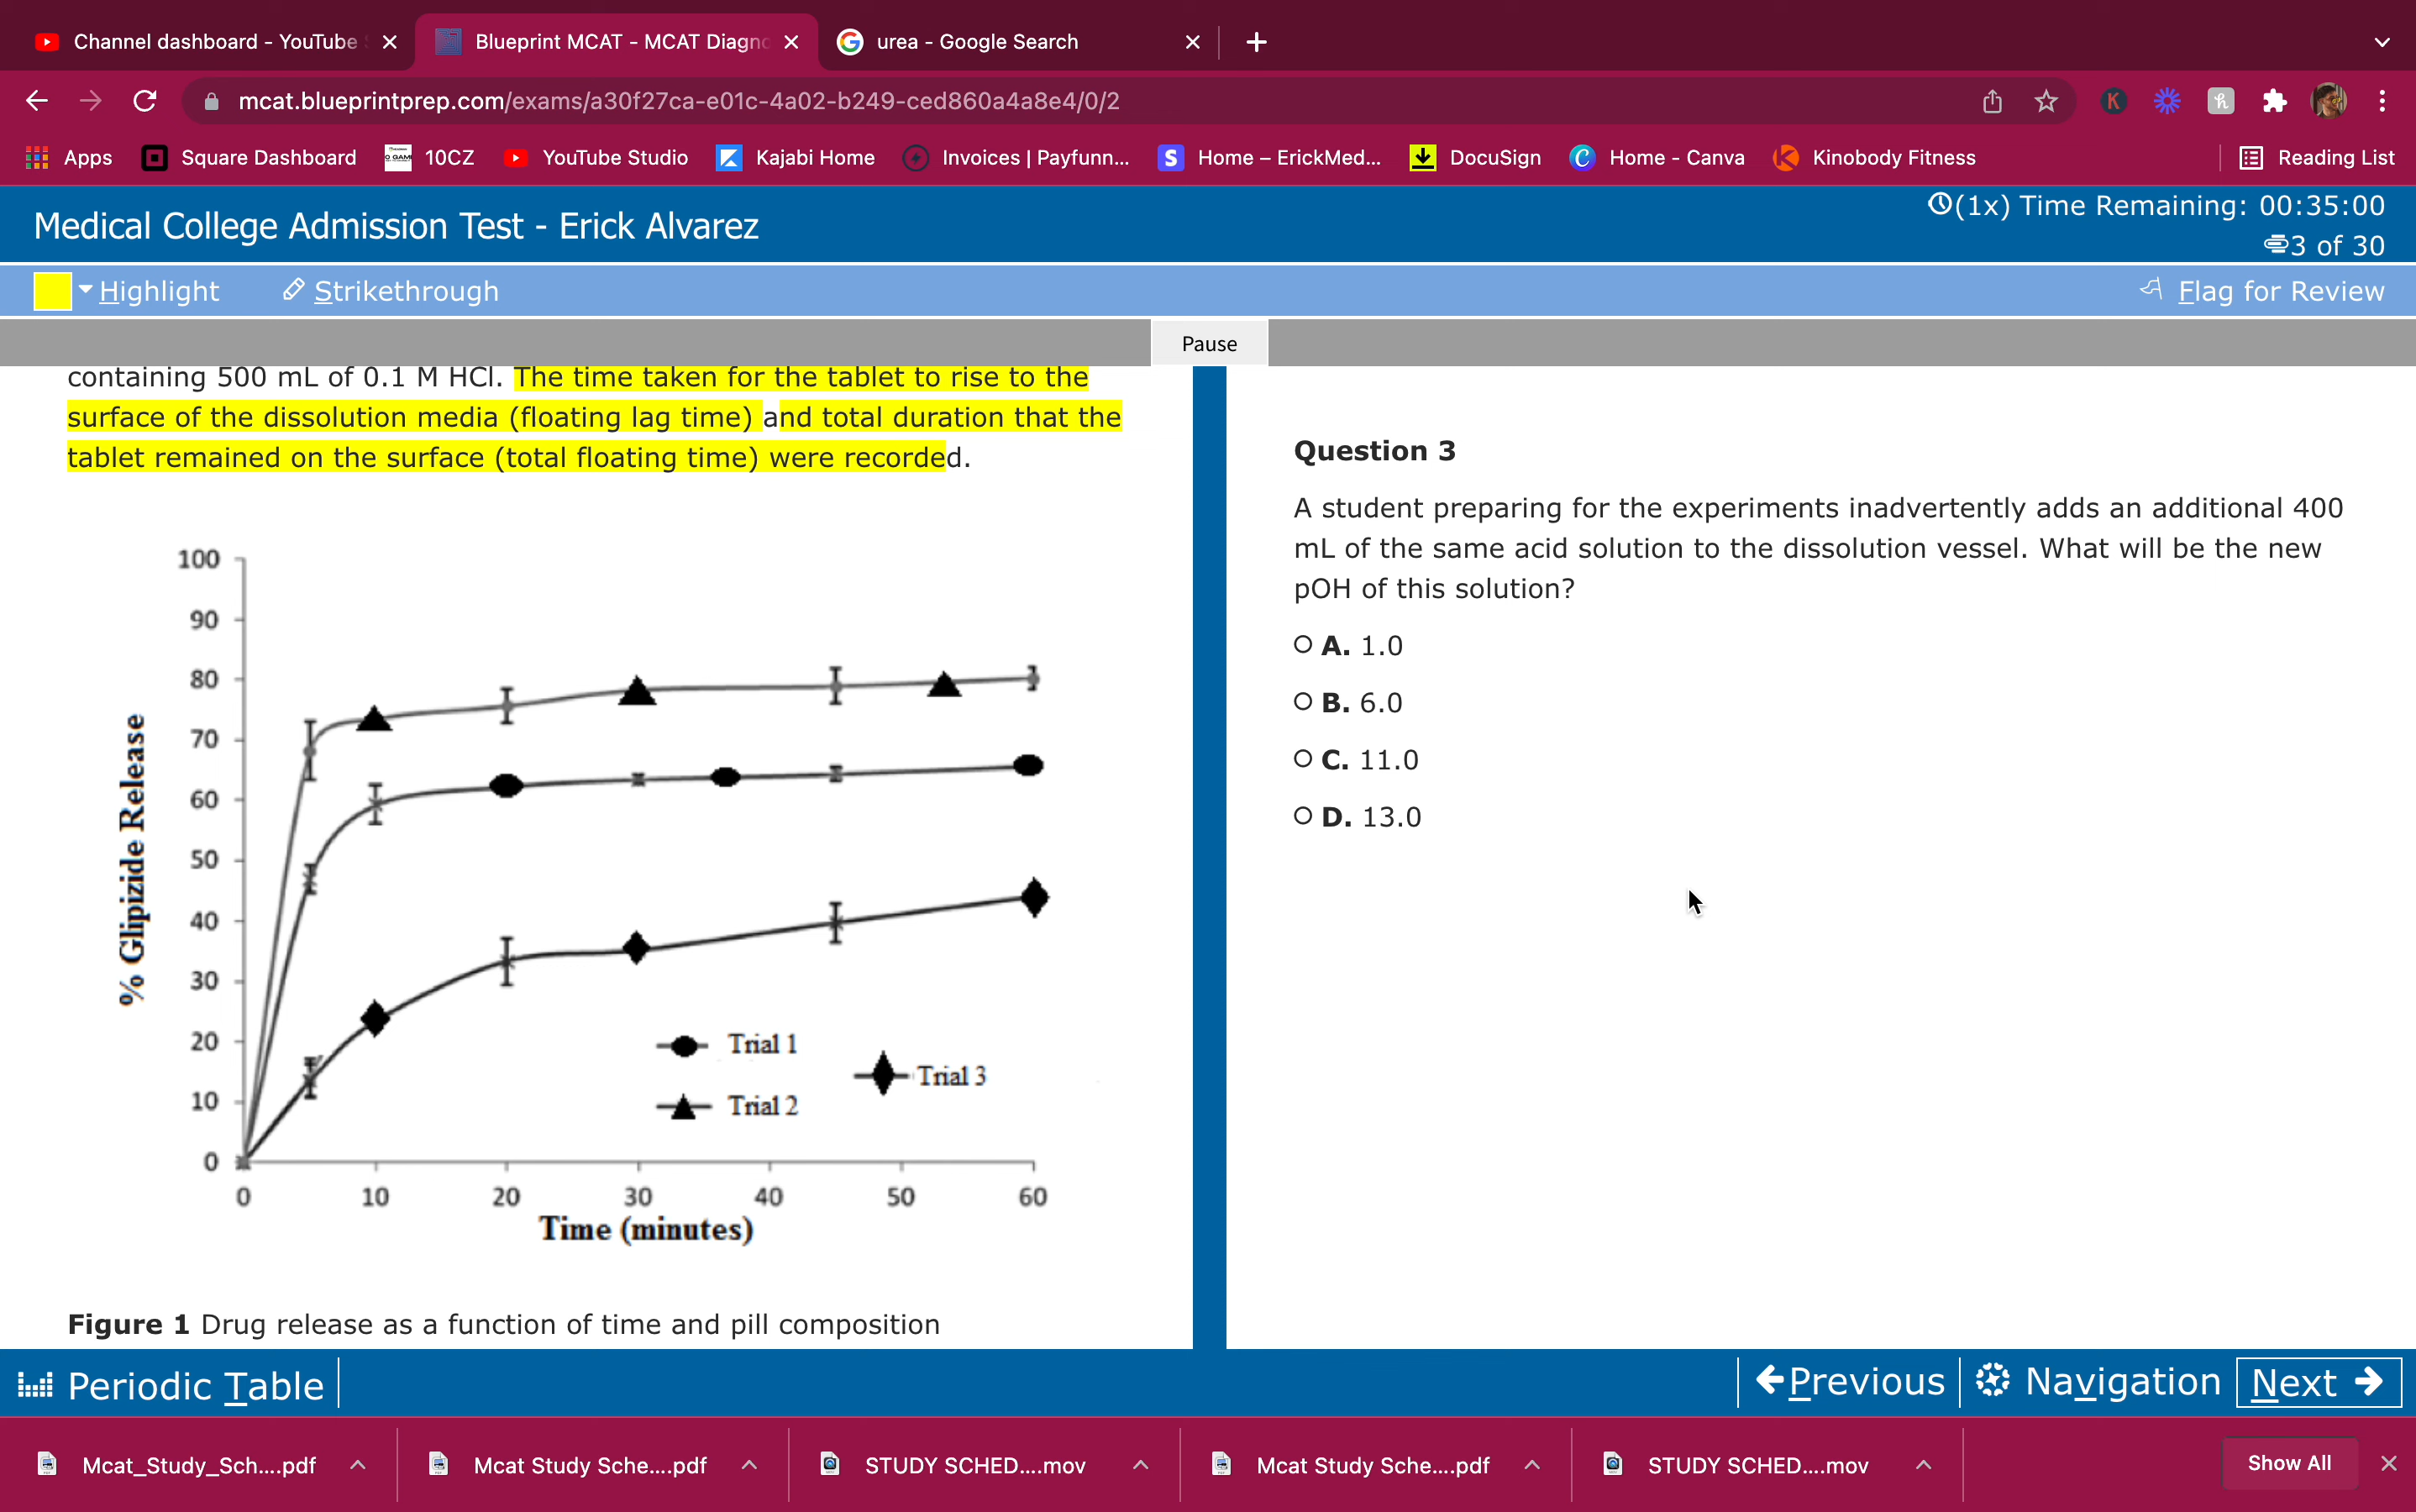 Channel dashboard - YouTube
Blueprint MCAT - MCAT Diagno
urea - Google Search
mcat.blueprintprep.com/exams/a30f27ca-e01c-4a02-b249-ced860a4a8e4/0/2
Apps
Square Dashboard
10CZ
YouTube Studio
Kajabi Home
Invoices | Payfunn...
Home – ErickMed...
DocuSign
Home - Canva
Kinobody Fitness
Reading List
Medical College Admission Test - Erick Alvarez
(1x) Time Remaining: 00:35:00
3 of 30
Highlight
Strikethrough
Flag for Review
Pause
containing 500 mL of 0.1 M HCl. The time taken for the tablet to rise to the
surface of the dissolution media (floating lag time) and total duration that the
tablet remained on the surface (total floating time) were recorded.
100
90
80
70
60
50
40
30
20
10
0
% Glipizide Release
Trial 1
Trial 2
Trial 3
0 10 20 30 40 50 60
Time (minutes)
Figure 1 Drug release as a function of time and pill composition
Question 3
A student preparing for the experiments inadvertently adds an additional 400
mL of the same acid solution to the dissolution vessel. What will be the new
pOH of this solution?
A. 1.0
B. 6.0
C. 11.0
D. 13.0
Periodic Table
Previous
Navigation
Next
Mcat_Study_Sch....pdf
Mcat Study Sche....pdf
STUDY SCHED....mov
Mcat Study Sche....pdf
STUDY SCHED....mov
Show All